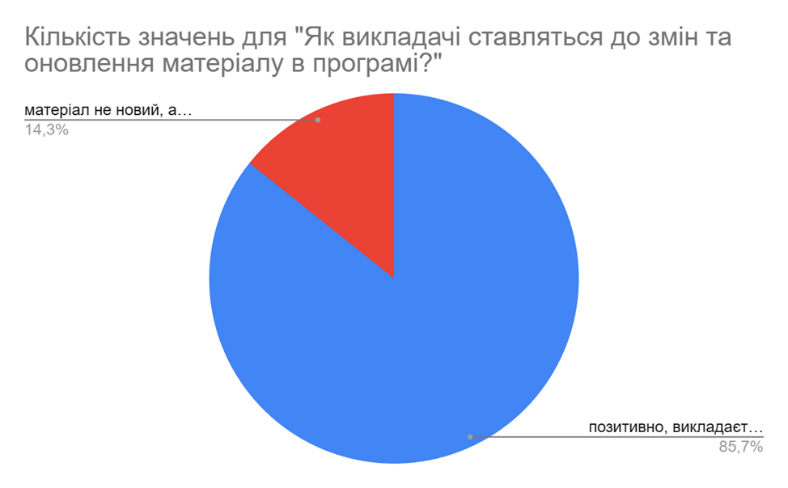 Кількість значень для "Як викладачі ставляться до змін та
оновлення матеріалу в програмі?"
матеріал не новий, а…
14,3%
позитивно, викладаєт…
85,7%